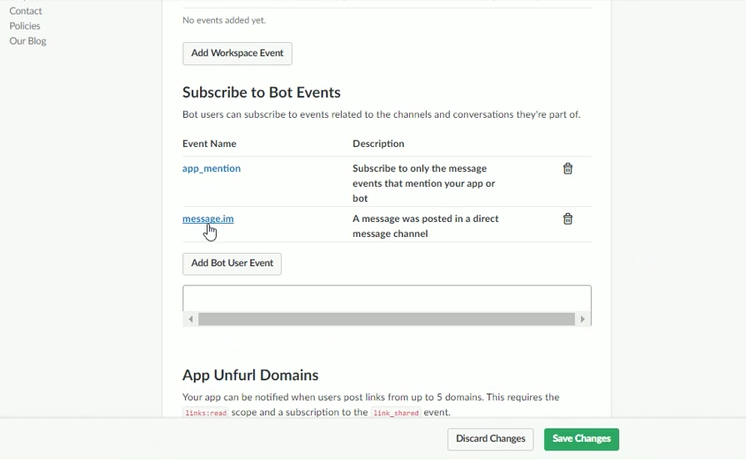 Contact
Policies
Our Blog
No events added yet.
Add Workspace Event
Subscribe to Bot Events
Bot users can subscribe to events related to the channels and conversations they're part of.
Event Name Description
app_mention Subscribe to only the message
events that mention your app or
bot
message.im A message was posted in a direct
message channel
Add Bot User Event
App Unfurl Domains
Your app can be notified when users post links from up to 5 domains. This requires the
links:read scope and a subscription to the link_shared event.
Discard Changes Save Changes